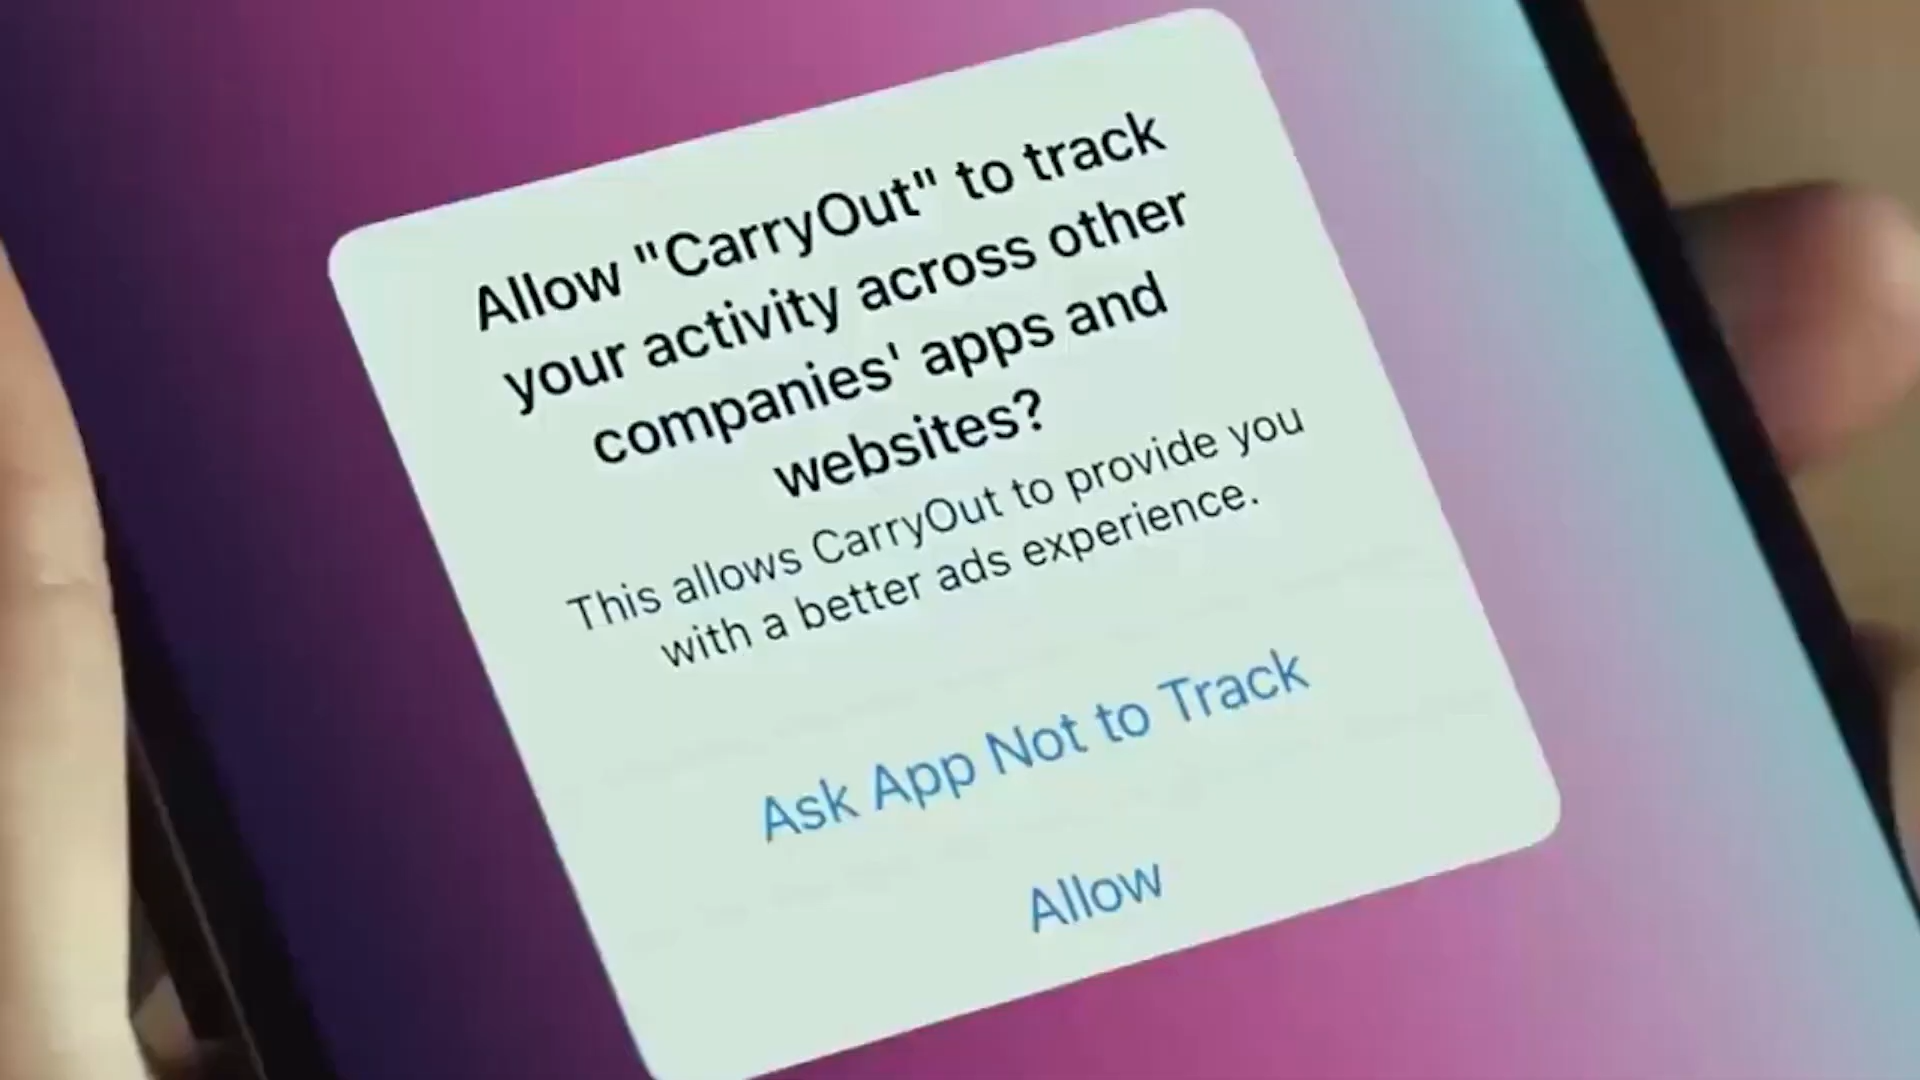 Allow "CarryOut" to track
your activity across other
companies' apps and
websites?
This allows CarryOut to provide you
with a better ads experience.
Ask App Not to Track
Allow